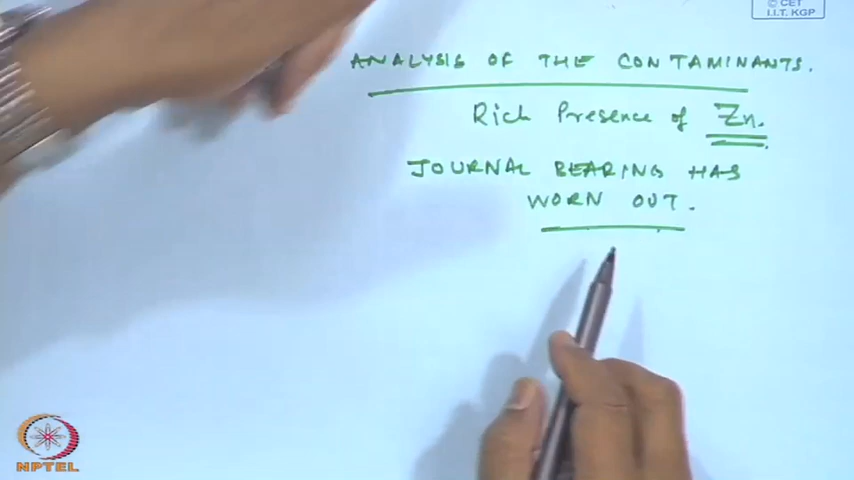 © CET
I.I.T. KGP
ANALYSIS OF THE CONTAMINANTS.
Rich Presence of Zn.
JOURNAL BEARING HAS
WORN OUT.
NPTEL